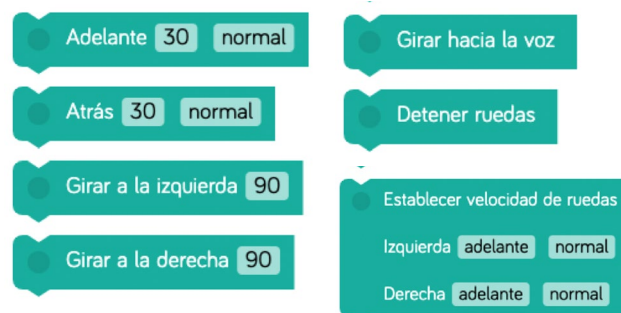 Adelante 30 normal
Atrás 30 normal
Girar a la izquierda 90
Girar a la derecha 90
Girar hacia la voz
Detener ruedas
Establecer velocidad de ruedas
Izquierda adelante normal
Derecha adelante normal